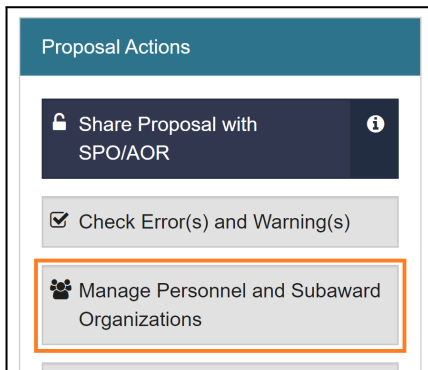 Proposal Actions
Share Proposal with
SPO/AOR
Check Error(s) and Warning(s)
Manage Personnel and Subaward
Organizations